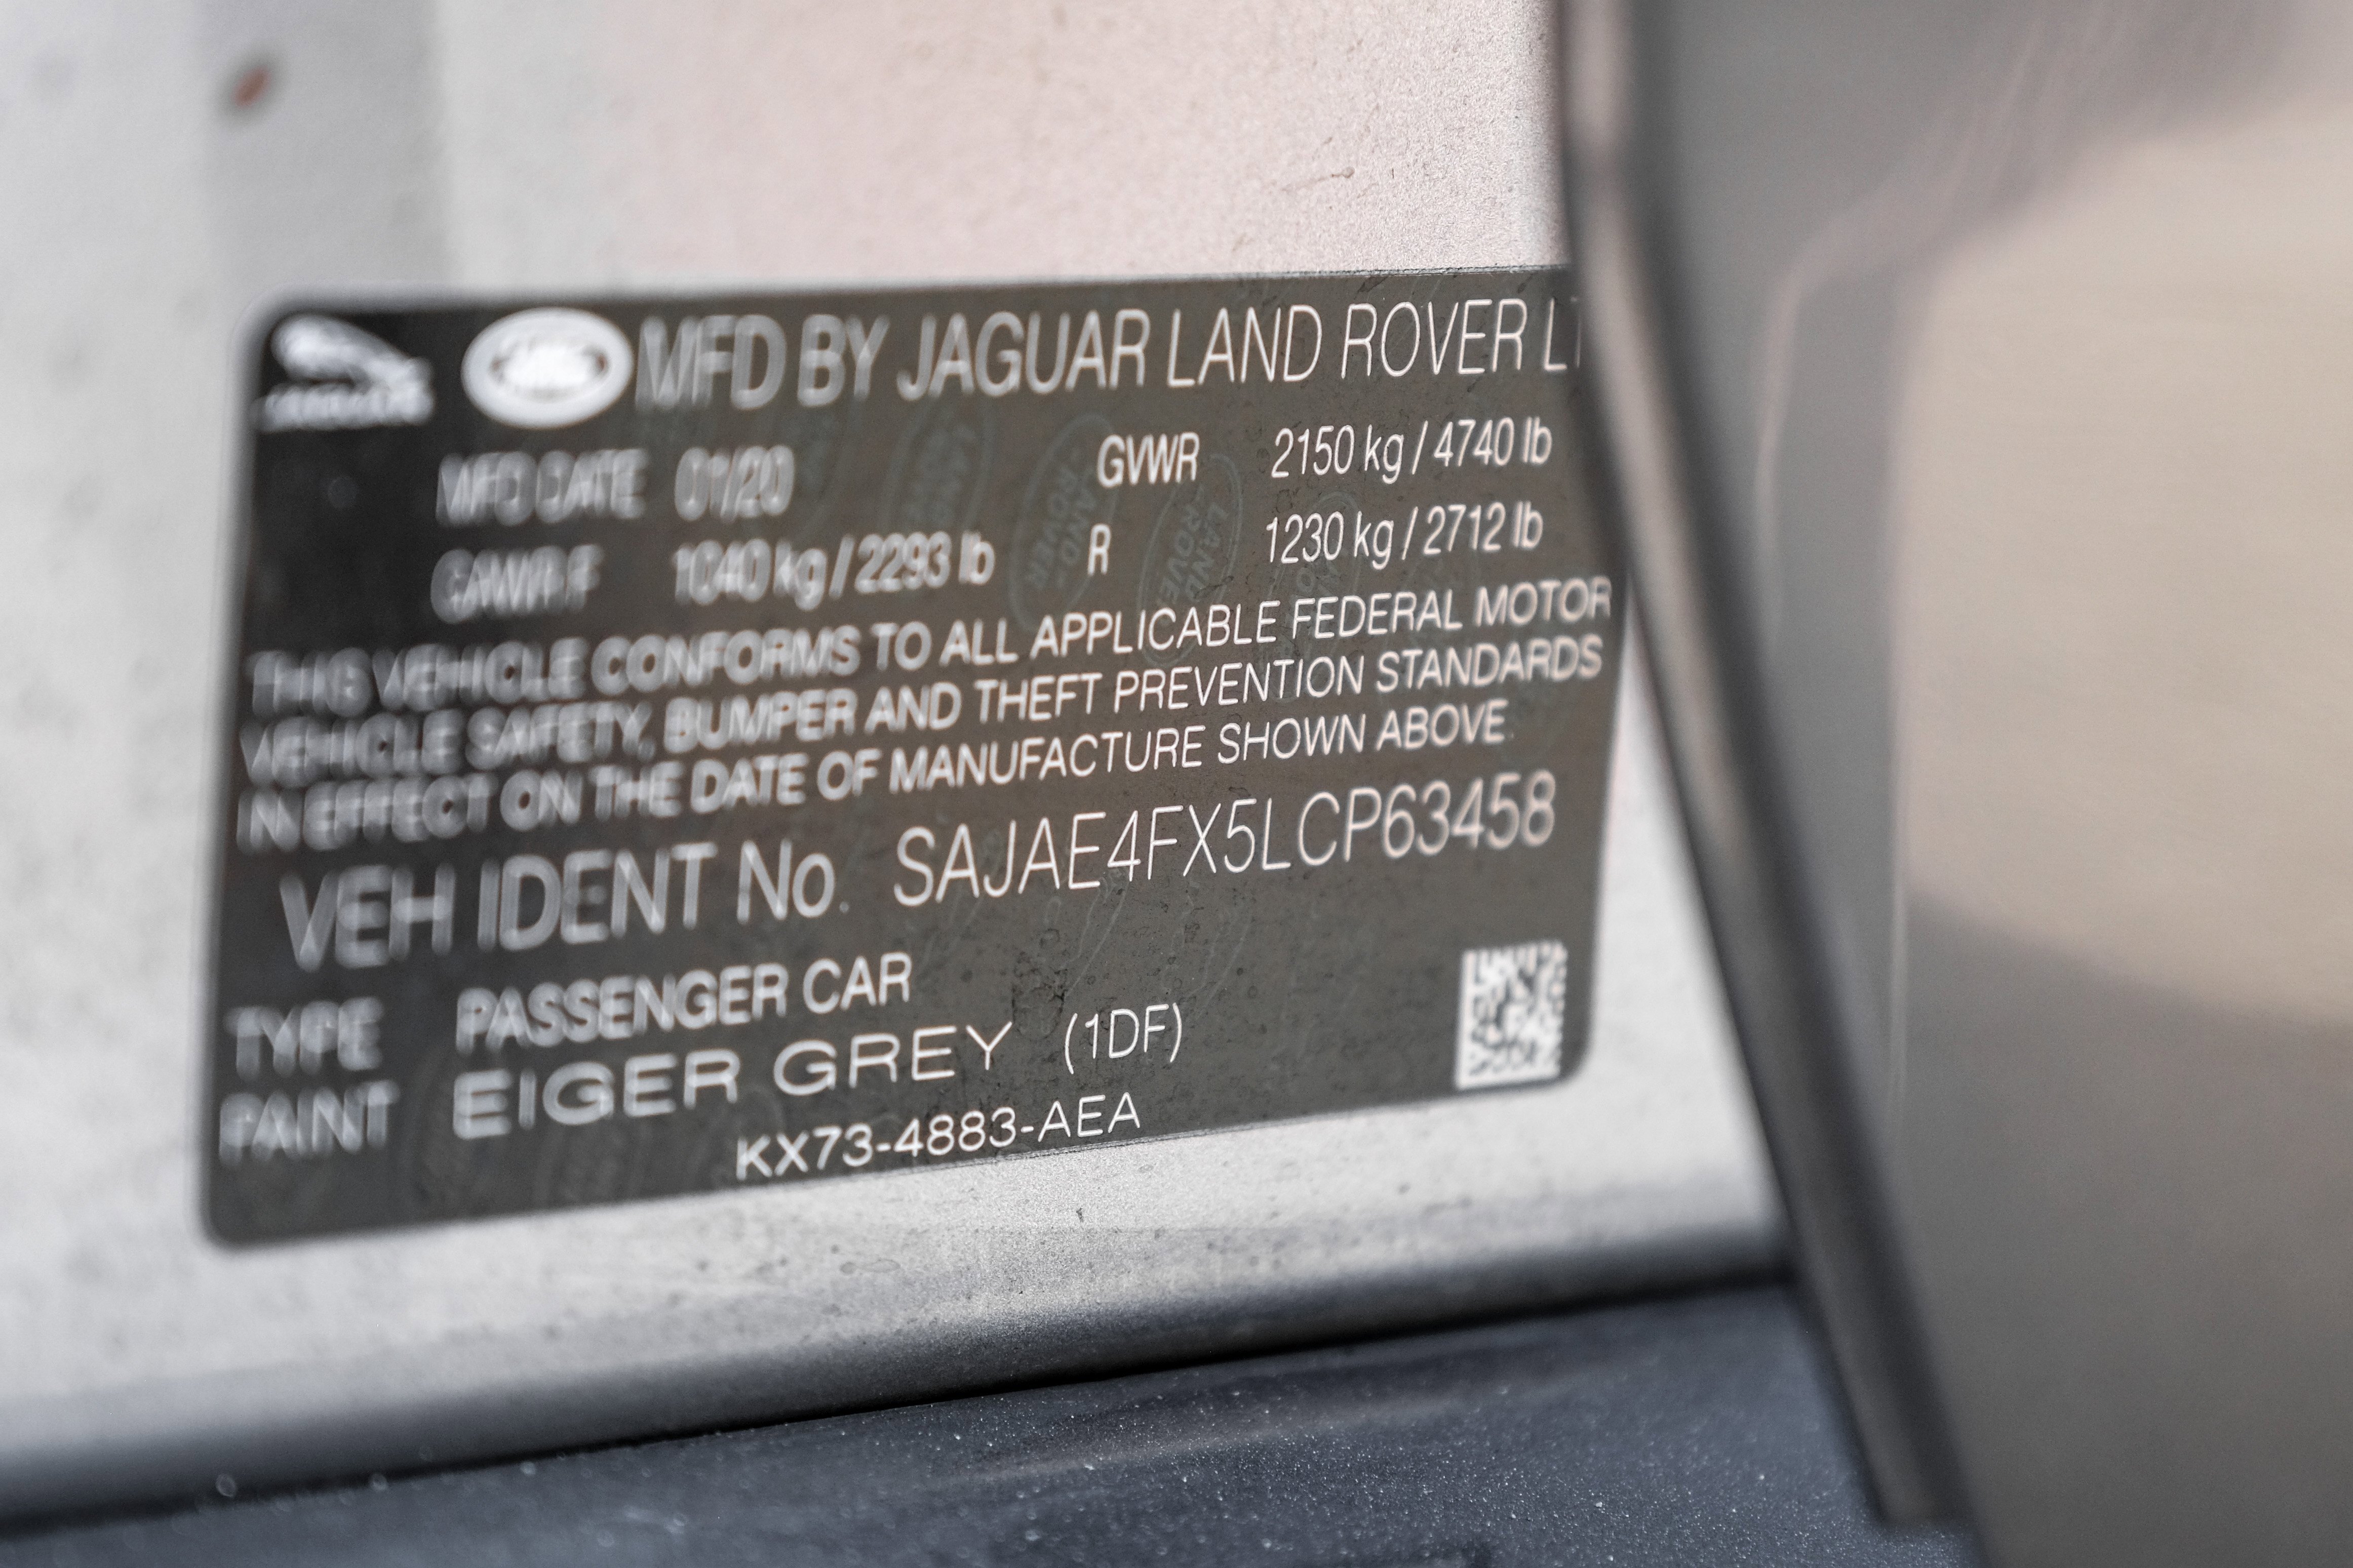 MFD BY JAGUAR LAND ROVER LT
MFD DATE 01/20 GVWR 2150 kg / 4740 lb
GAWR F 1040 kg / 2293 lb R 1230 kg / 2712 lb
THIS VEHICLE CONFORMS TO ALL APPLICABLE FEDERAL MOTOR
VEHICLE SAFETY, BUMPER AND THEFT PREVENTION STANDARDS
IN EFFECT ON THE DATE OF MANUFACTURE SHOWN ABOVE.
VEH IDENT No. SAJAE4FX5LCP63458
TYPE PASSENGER CAR
PAINT EIGER GREY (1DF)
KX73-4883-AEA